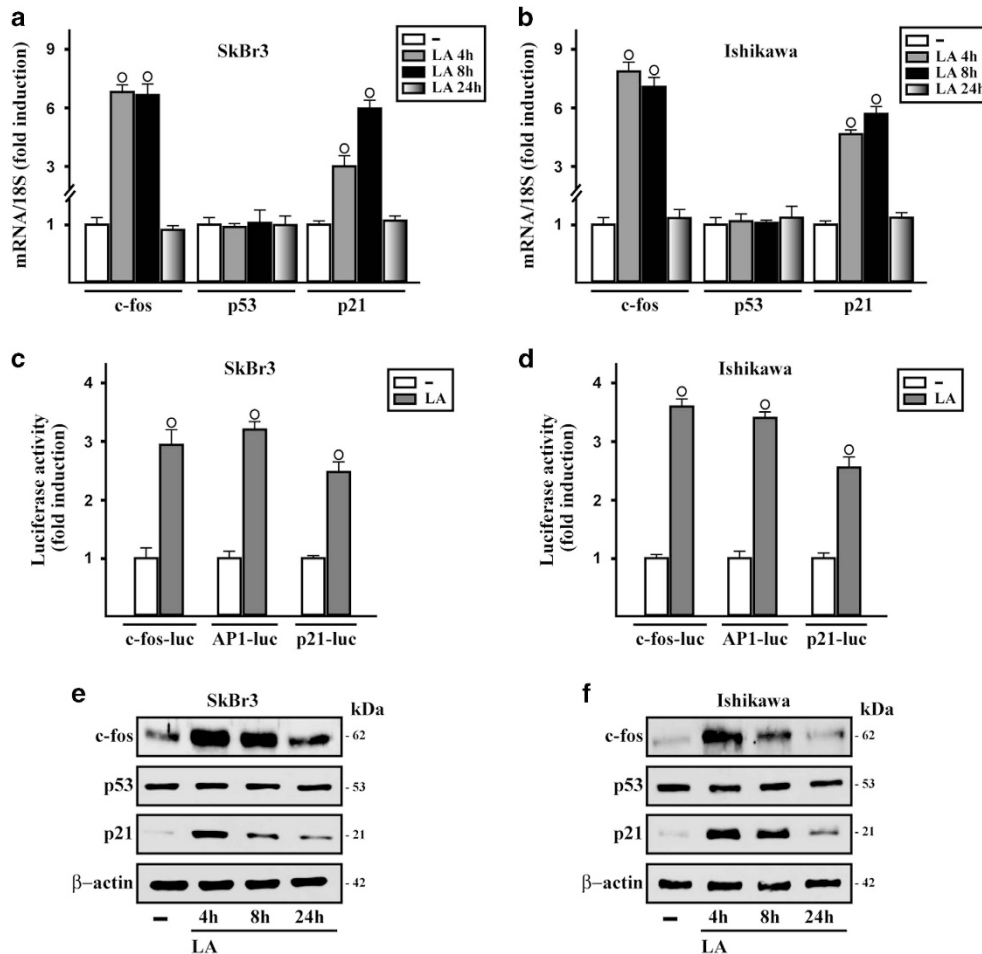 a
SkBr3
–
LA 4h
LA 8h
LA 24h
mRNA/18S (fold induction)
9
6
3
1
c-fos p53 p21
b
Ishikawa
–
LA 4h
LA 8h
LA 24h
mRNA/18S (fold induction)
9
6
3
1
c-fos p53 p21
c
SkBr3
–
LA
Luciferase activity
(fold induction)
4
3
2
1
c-fos-luc AP1-luc p21-luc
d
Ishikawa
–
LA
Luciferase activity
(fold induction)
4
3
2
1
c-fos-luc AP1-luc p21-luc
e
SkBr3
kDa
c-fos - 62
p53 - 53
p21 - 21
β–actin - 42
– 4h 8h 24h
LA
f
Ishikawa
kDa
c-fos - 62
p53 - 53
p21 - 21
β–actin - 42
– 4h 8h 24h
LA